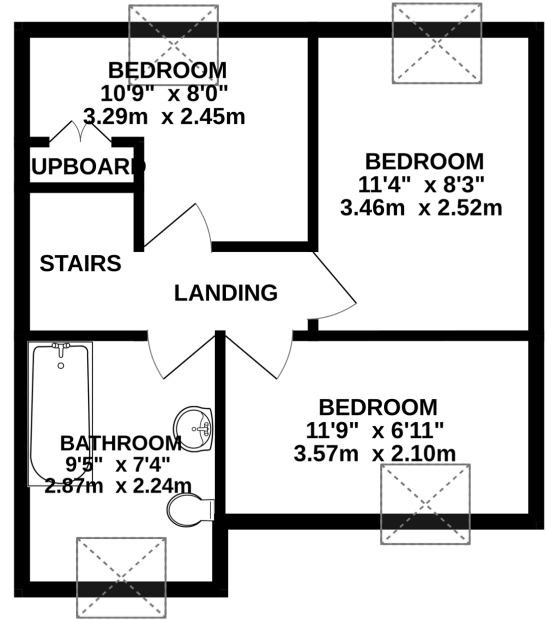 BEDROOM
10'9" x 8'0"
3.29m x 2.45m
BEDROOM
11'4" x 8'3"
3.46m x 2.52m
UPBOARD
STAIRS
LANDING
BEDROOM
11'9" x 6'11"
3.57m x 2.10m
BATHROOM
9'5" x 7'4"
2.87m x 2.24m